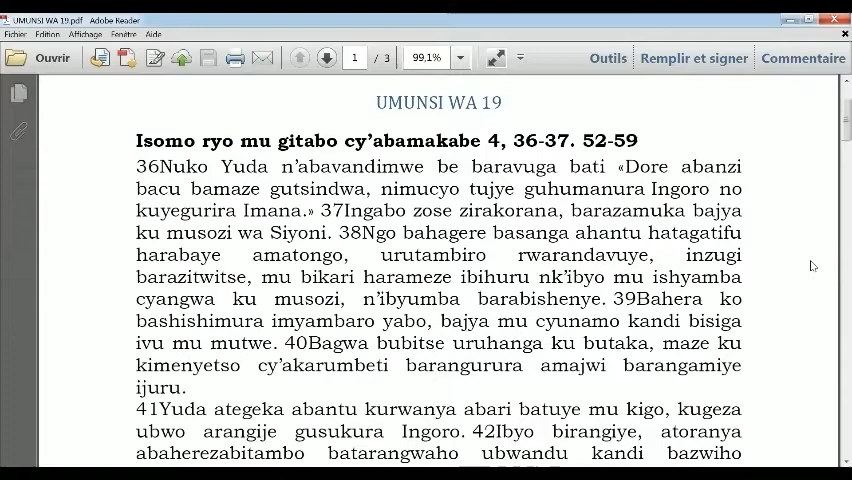 UMUNSI WA 19.pdf - Adobe Reader
Fichier Edition Affichage Fenêtre Aide
Ouvrir 1 / 3 99,1% Outils Remplir et signer Commentaire
UMUNSI WA 19
Isomo ryo mu gitabo cy’abamakabe 4, 36-37. 52-59
36Nuko Yuda n’abavandimwe be baravuga bati «Dore abanzi
bacu bamaze gutsindwa, nimucyo tujye guhumanura Ingoro no
kuyegurira Imana.» 37Ingabo zose zirakorana, barazamuka bajya
ku musozi wa Siyoni. 38Ngo bahagere basanga ahantu hatagatifu
harabaye amatongo, urutambiro rwarandavuye, inzugi
barazitwitse, mu bikari harameze ibihuru nk’ibyo mu ishyamba
cyangwa ku musozi, n’ibyumba barabishenye. 39Bahera ko
bashishimura imyambaro yabo, bajya mu cyunamo kandi bisiga
ivu mu mutwe. 40Bagwa bubitse uruhanga ku butaka, maze ku
kimenyetso cy’akarumbeti barangurura amajwi barangamiye
ijuru.
41Yuda ategeka abantu kurwanya abari batuye mu kigo, kugeza
ubwo arangije gusukura Ingoro. 42Ibyo birangiye, atoranya
abaherezabitambo batarangwaho ubwandu kandi bazwiho